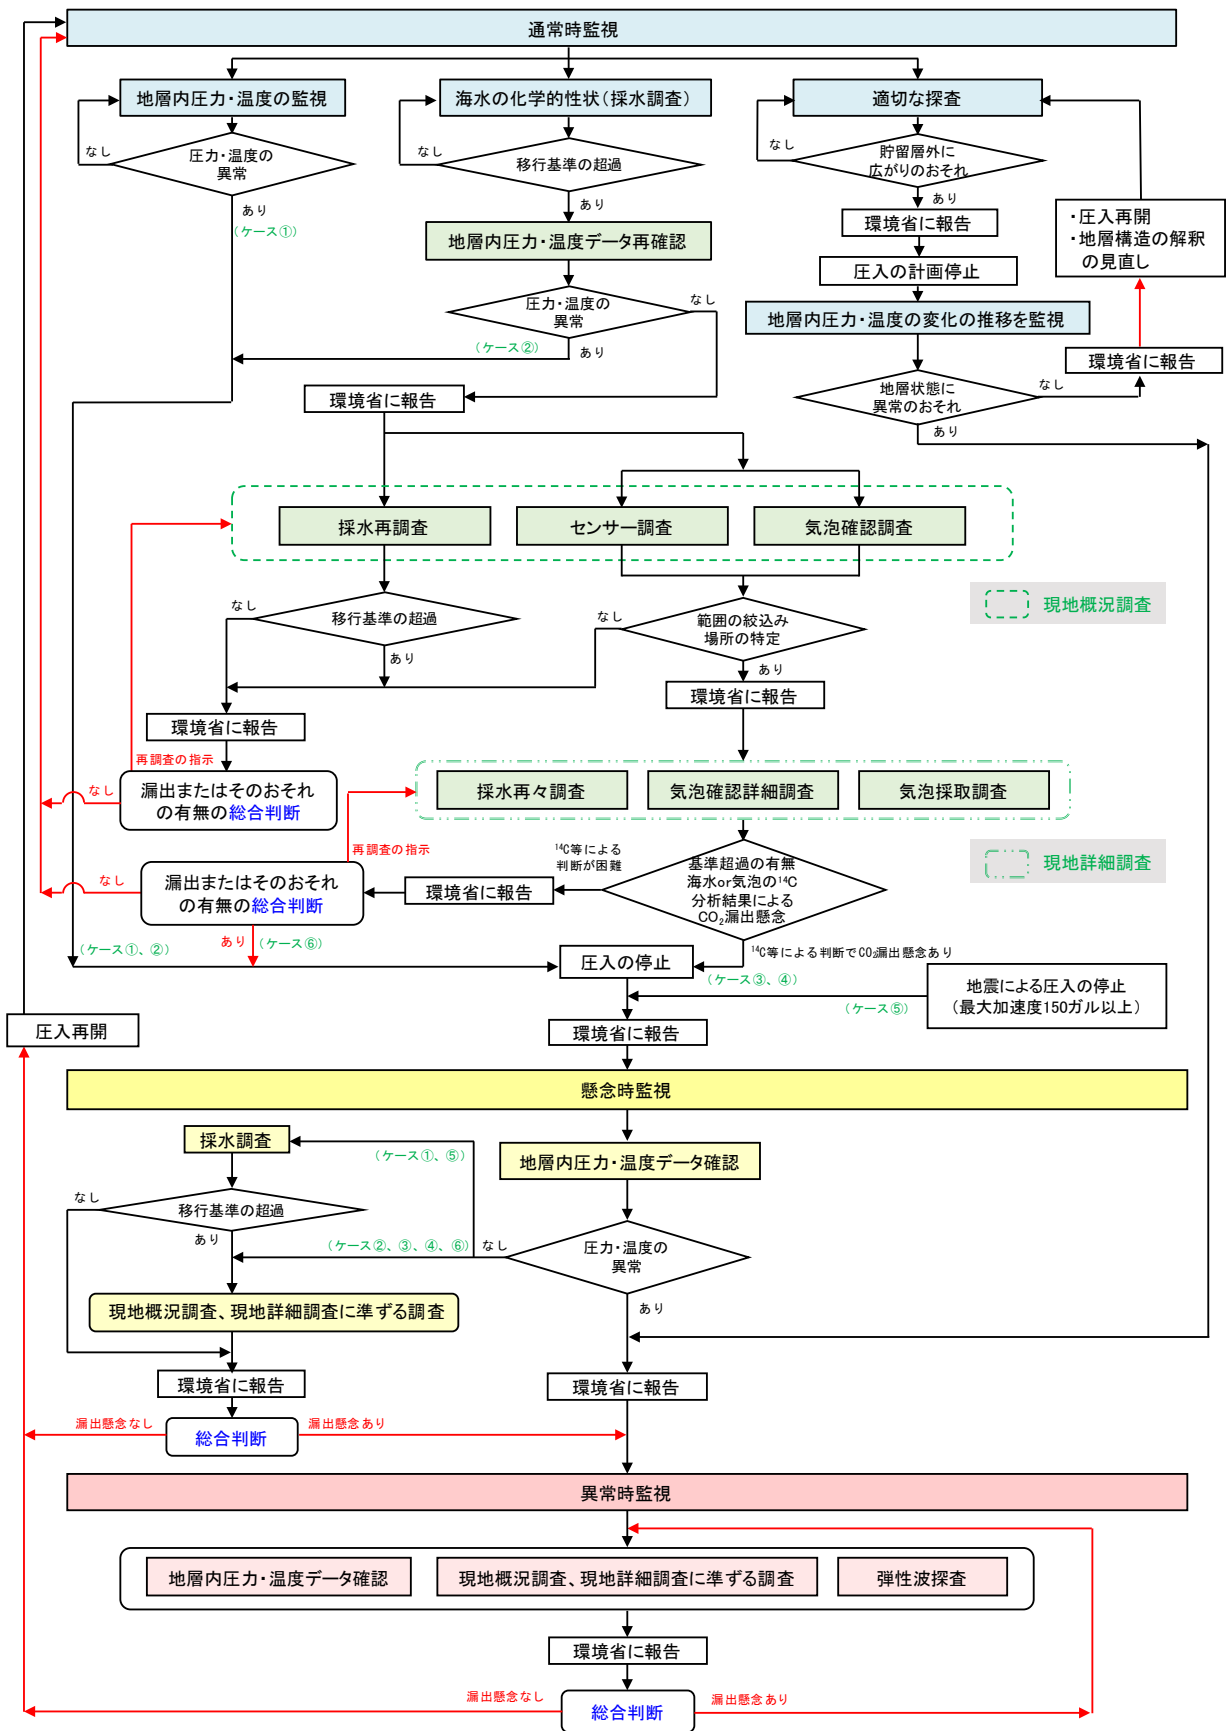 通常時監視
地層内圧力・温度の監視
海水の化学的性状（採水調査）
適切な探査
なし
圧力・温度の
異常
なし
移行基準の超過
なし
貯留層外に
広がりのおそれ
あり
（ケース①）
あり
あり
環境省に報告
・圧入再開
・地層構造の解釈
の見直し
地層内圧力・温度データ再確認
圧入の計画停止
圧力・温度の
異常
なし
地層内圧力・温度の変化の推移を監視
（ケース②）
あり
環境省に報告
地層状態に
異常のおそれ
なし
環境省に報告
あり
採水再調査
センサー調査
気泡確認調査
なし
移行基準の超過
なし
範囲の絞込み
場所の特定
現地概況調査
あり
あり
環境省に報告
環境省に報告
再調査の指示
なし
漏出またはそのおそれ
の有無の総合判断
採水再々調査
気泡確認詳細調査
気泡採取調査
再調査の指示
¹⁴C等による
判断が困難
基準超過の有無
海水or気泡の¹⁴C
分析結果による
CO₂漏出懸念
現地詳細調査
なし
漏出またはそのおそれ
の有無の総合判断
環境省に報告
あり
（ケース⑥）
（ケース①、②）
¹⁴C等による判断でCO₂漏出懸念あり
圧入の停止
（ケース③、④）
地震による圧入の停止
（最大加速度150ガル以上）
（ケース⑤）
圧入再開
環境省に報告
懸念時監視
採水調査
（ケース①、⑤）
地層内圧力・温度データ確認
なし
移行基準の超過
あり
（ケース②、③、④、⑥）
なし
圧力・温度の
異常
現地概況調査、現地詳細調査に準ずる調査
あり
環境省に報告
環境省に報告
漏出懸念なし
総合判断
漏出懸念あり
異常時監視
地層内圧力・温度データ確認
現地概況調査、現地詳細調査に準ずる調査
弾性波探査
環境省に報告
漏出懸念なし
総合判断
漏出懸念あり